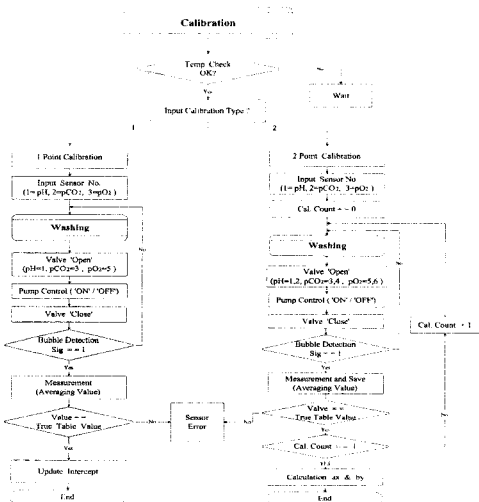 Calibration
Temp Check
OK?
Yes
No
Wait
Input Calibration Type ?
1
2
1 Point Calibration
Input Sensor No.
(1= pH, 2=pCO2, 3=pO2 )
Washing
No
Valve 'Open'
(pH=1, pCO2=3 , pO2=5 )
Pump Control ( 'ON' / 'OFF')
Valve 'Close'
Bubble Detection
Sig == 1
Yes
Measurement
(Averaging Value)
Value ==
True Table Value
No
Sensor
Error
Yes
Update Intercept
End
2 Point Calibration
Input Sensor No.
(1= pH, 2=pCO2, 3=pO2 )
Cal. Count = 0
Washing
No
Valve 'Open'
(pH=1,2, pCO2=3,4 , pO2=5,6 )
Pump Control ( 'ON' / 'OFF')
Valve 'Close'
Cal. Count + 1
Bubble Detection
Sig == 1
Yes
Measurement and Save
(Averaging Value)
Valve ==
True Table Value
No
Yes
Cal. Count == 1
No
Yes
Calculation ax & by
End